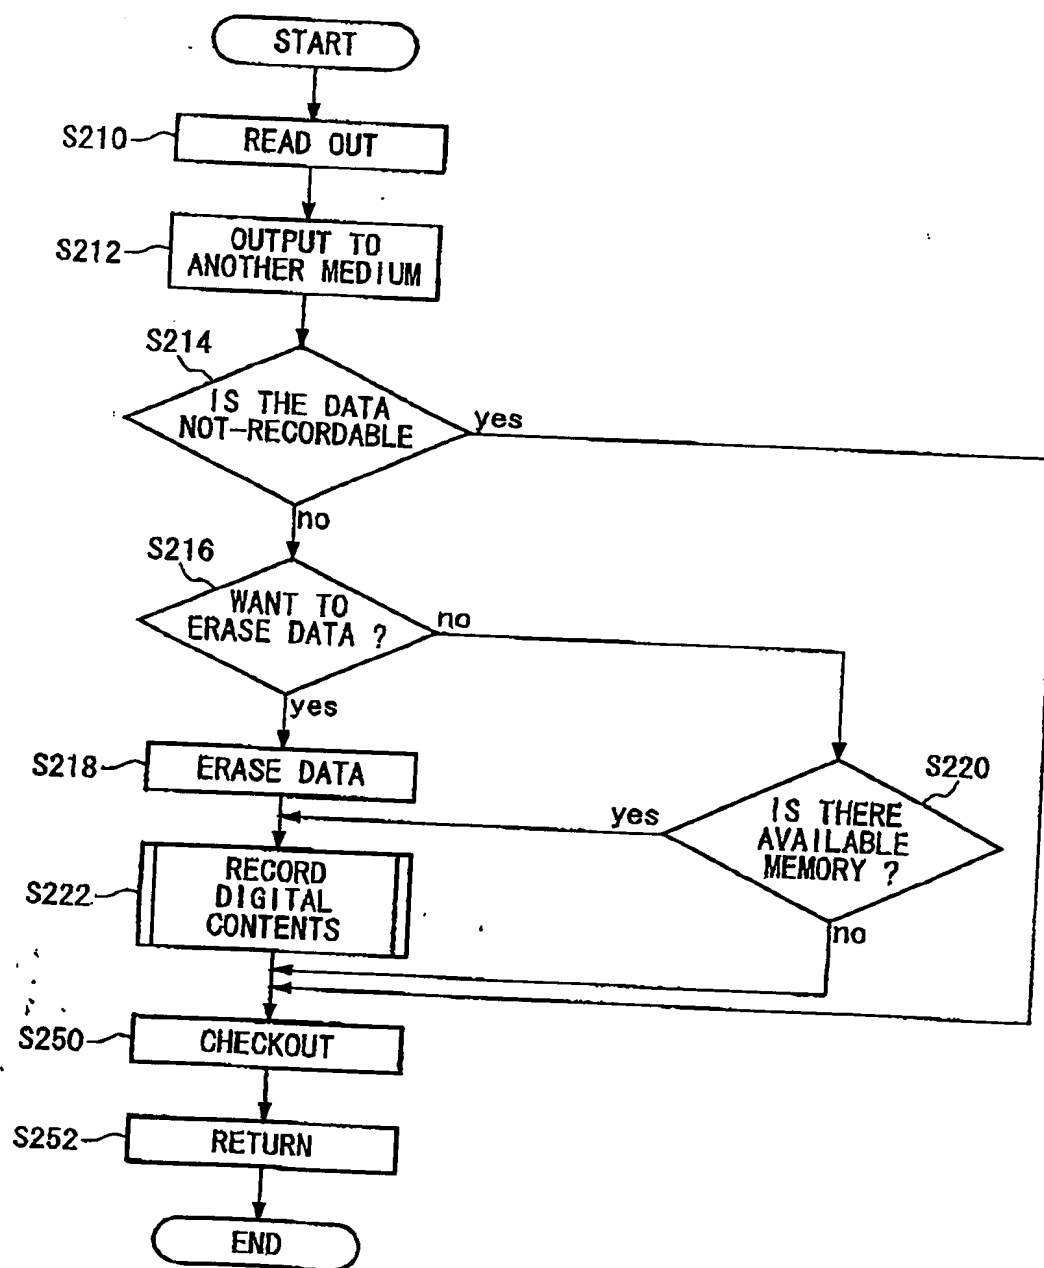 START
S210
READ OUT
S212
OUTPUT TO
ANOTHER MEDIUM
S214
IS THE DATA
NOT-RECORDABLE
yes
no
S216
WANT TO
ERASE DATA ?
no
yes
S218
ERASE DATA
S220
IS THERE
AVAILABLE
MEMORY ?
yes
no
S222
RECORD
DIGITAL
CONTENTS
S250
CHECKOUT
S252
RETURN
END